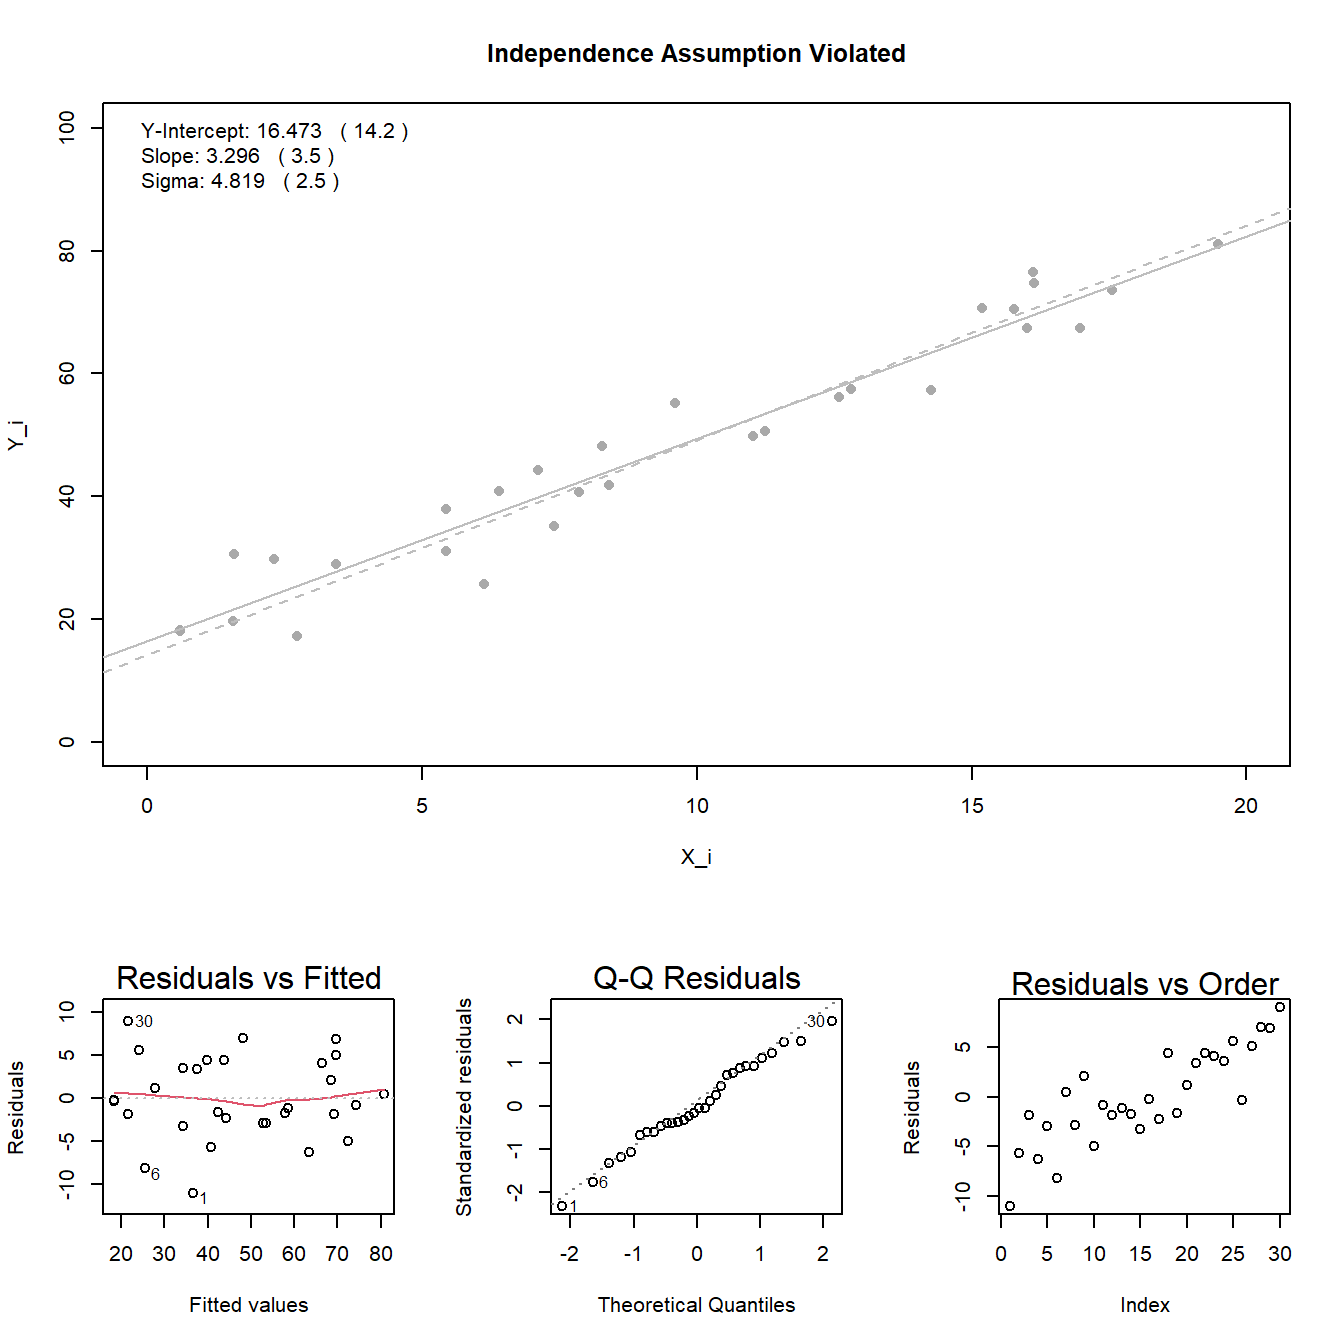 Independence Assumption Violated
Y-Intercept: 16.473 ( 14.2 )
Slope: 3.296 ( 3.5 )
Sigma: 4.819 ( 2.5 )
100
80
60
40
20
0
Y_i
0 5 10 15 20
X_i
Residuals vs Fitted
10
5
0
-5
-10
Residuals
30
6
1
20 30 40 50 60 70 80
Fitted values
Q-Q Residuals
2
1
0
-1
-2
Standardized residuals
30
6
1
-2 -1 0 1 2
Theoretical Quantiles
Residuals vs Order
5
0
-5
-10
Residuals
0 5 10 15 20 25 30
Index